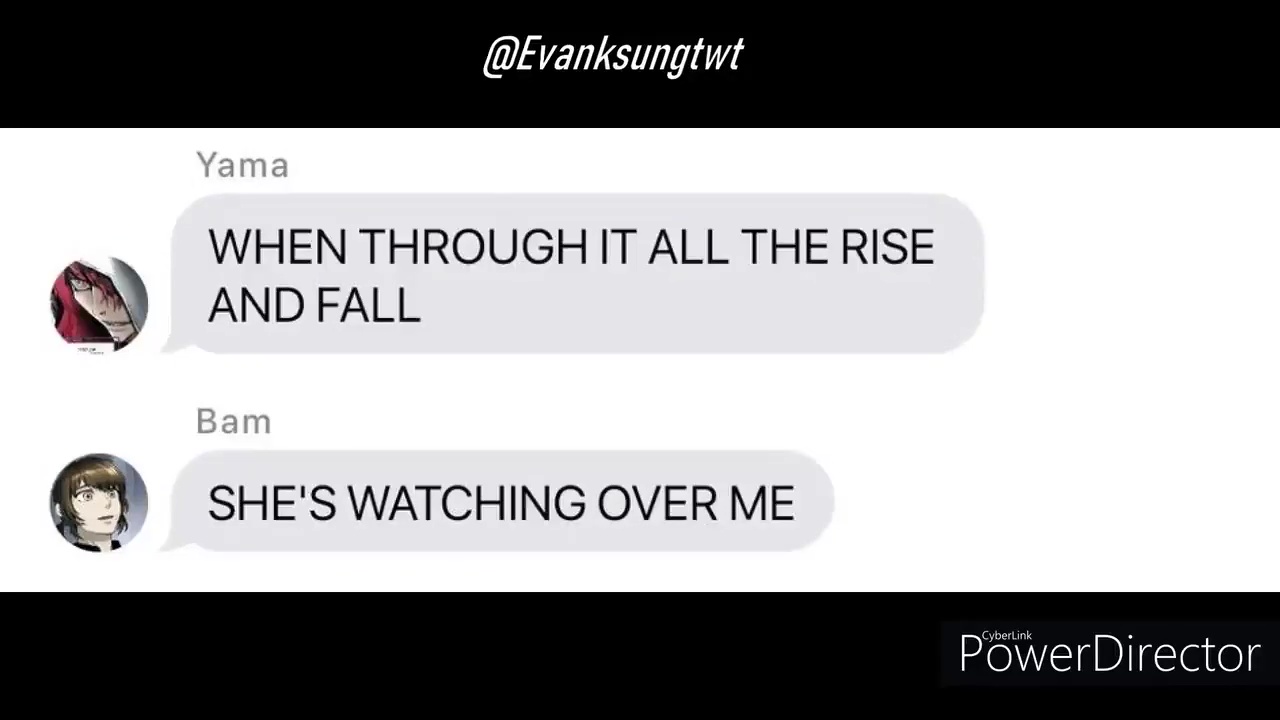 @Evanksungtwt
Yama
WHEN THROUGH IT ALL THE RISE
AND FALL
Bam
SHE'S WATCHING OVER ME
CyberLink
PowerDirector